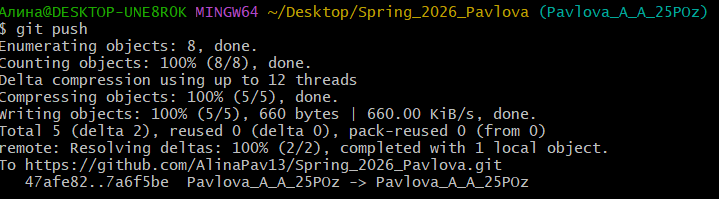 Алина@DESKTOP-UNE8ROK MINGW64 ~/Desktop/Spring_2026_Pavlova (Pavlova_A_A_25POz)
$ git push
Enumerating objects: 8, done.
Counting objects: 100% (8/8), done.
Delta compression using up to 12 threads
Compressing objects: 100% (5/5), done.
Writing objects: 100% (5/5), 660 bytes | 660.00 KiB/s, done.
Total 5 (delta 2), reused 0 (delta 0), pack-reused 0 (from 0)
remote: Resolving deltas: 100% (2/2), completed with 1 local object.
To https://github.com/AlinaPav13/Spring_2026_Pavlova.git
   47afe82..7a6f5be  Pavlova_A_A_25POz -> Pavlova_A_A_25POz